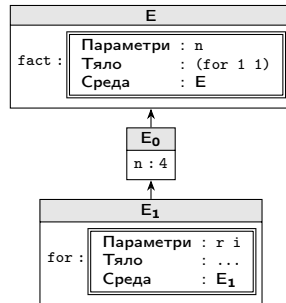 E
Параметри : n
fact : Тяло : (for 1 1)
Среда : E
E₀
n : 4
E₁
Параметри : r i
for : Тяло : ...
Среда : E₁